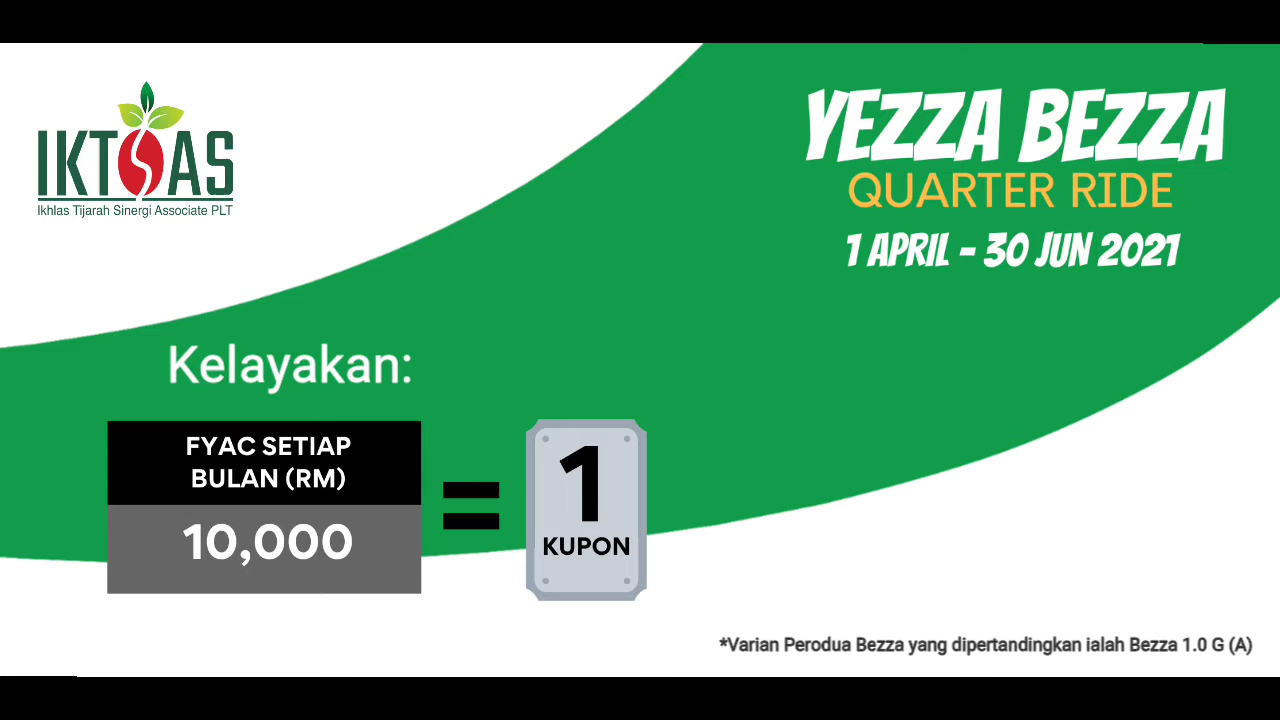 IKTSAS
Ikhlas Tijarah Sinergi Associate PLT
YEZZA BEZZA
QUARTER RIDE
1 APRIL - 30 JUN 2021
Kelayakan:
FYAC SETIAP
BULAN (RM)
10,000
=
1
KUPON
*Varian Perodua Bezza yang dipertandingkan ialah Bezza 1.0 G (A)